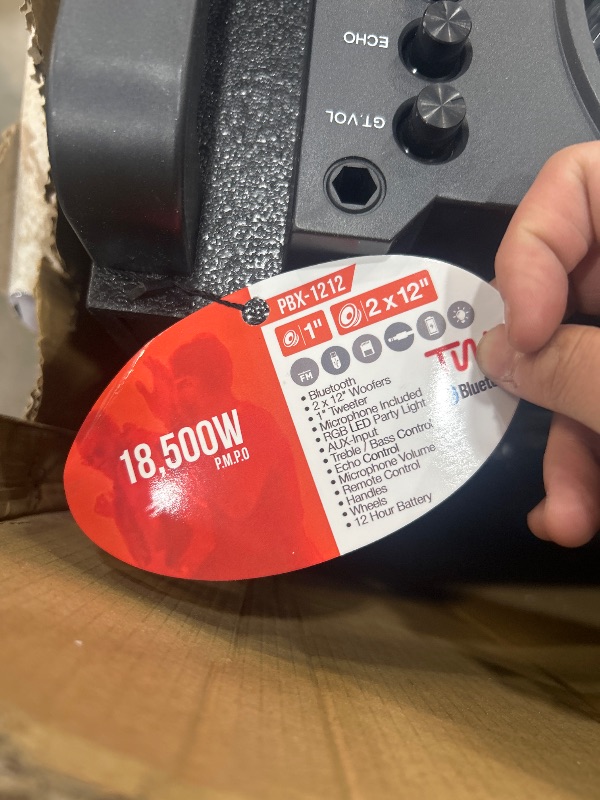 ECHO
GT.VOL
PBX-1212
1"
2 x 12"
FM
18,500W
P.M.P.O
• Bluetooth
• 2 x 12" Woofers
• 1" Tweeter
• Microphone Included
• RGB LED Party Light
• AUX-Input
• Treble / Bass Control
• Echo Control
• Microphone Volume
• Remote Control
• Handles
• Wheels
• 12 Hour Battery